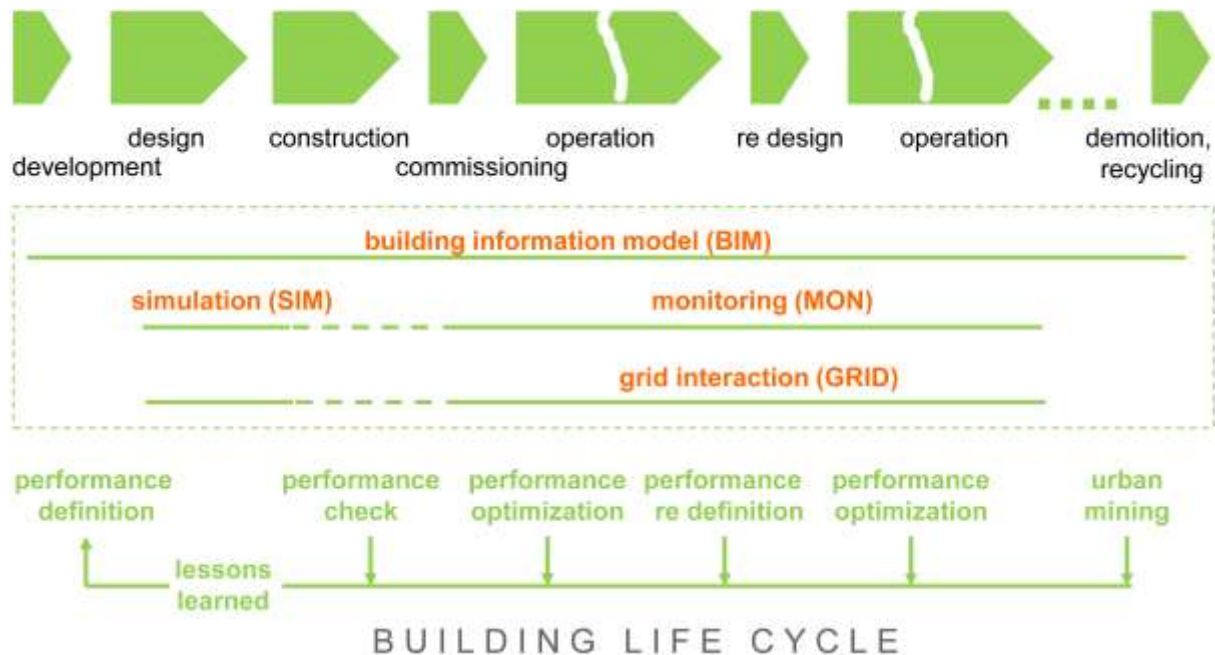 design construction operation re design operation demolition,
development commissioning recycling
building information model (BIM)
simulation (SIM) monitoring (MON)
grid interaction (GRID)
performance performance performance performance performance urban
definition check optimization re definition optimization mining
lessons
learned
BUILDING LIFE CYCLE